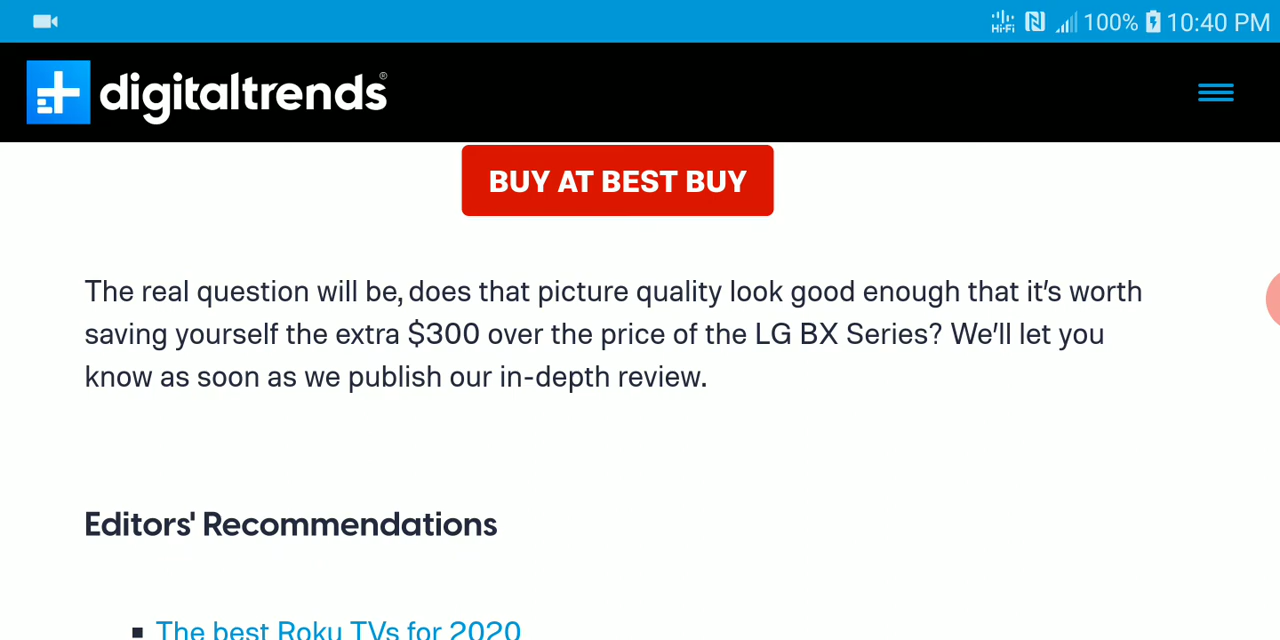 Hi-Fi 100% 10:40 PM
digitaltrends®
BUY AT BEST BUY
The real question will be, does that picture quality look good enough that it’s worth
saving yourself the extra $300 over the price of the LG BX Series? We’ll let you
know as soon as we publish our in-depth review.
Editors' Recommendations
▪ The best Roku TVs for 2020